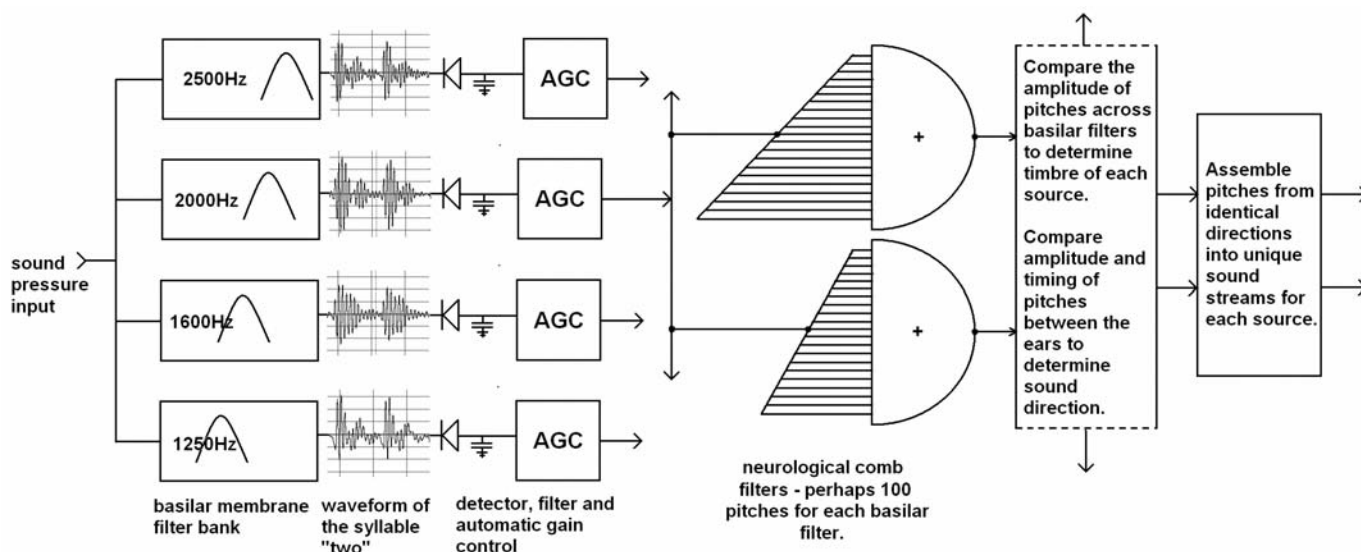 sound
pressure
input
2500Hz
2000Hz
1600Hz
1250Hz
basilar membrane
filter bank
waveform of
the syllable
"two"
AGC
AGC
AGC
AGC
detector, filter and
automatic gain
control
+
+
neurological comb
filters - perhaps 100
pitches for each basilar
filter.
Compare the
amplitude of
pitches across
basilar filters
to determine
timbre of each
source.
Compare
amplitude and
timing of
pitches
between the
ears to
determine
sound
direction.
Assemble
pitches from
identical
directions
into unique
sound
streams for
each source.